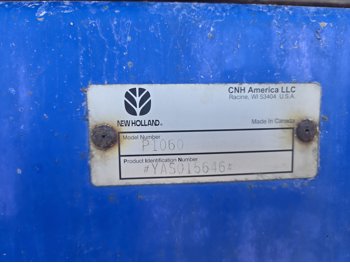 CNH America LLC
Racine, WI 53404 U.S.A.
NEW HOLLAND®
Made in Canada
Model Number
P1060
Product Identification Number
*YAS015646*